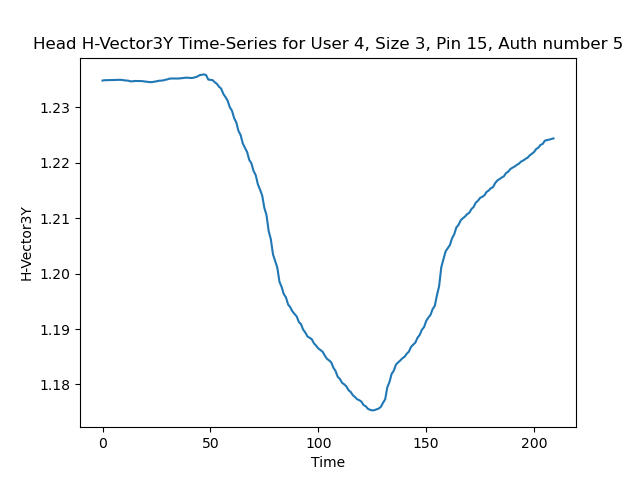 Head H-Vector3Y Time-Series for User 4, Size 3, Pin 15, Auth number 5
1.23
1.22
1.21
1.20
1.19
1.18
H-Vector3Y
0 50 100 150 200
Time